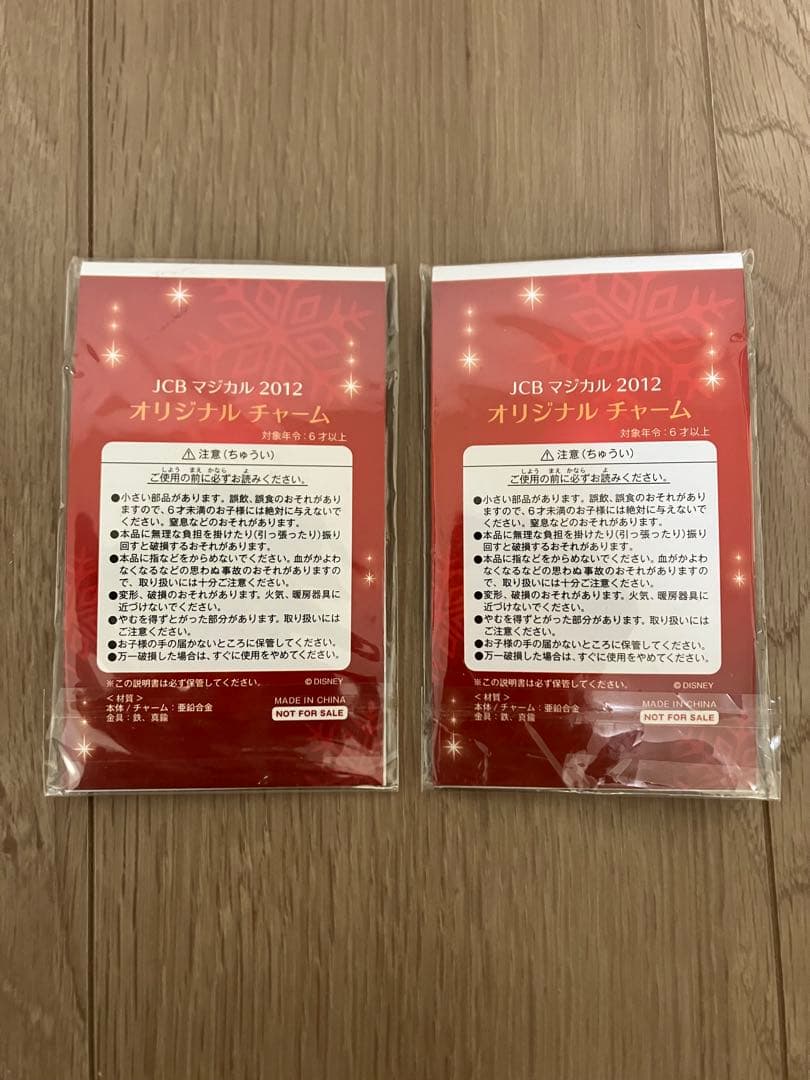 JCB マジカル 2012
オリジナル チャーム
対象年令：6才以上
⚠ 注意（ちゅうい）
しよう まえ かなら よ
ご使用の前に必ずお読みください。
●小さい部品があります。誤飲、誤食のおそれがあり
ますので、6才未満のお子様には絶対に与えないで
ください。窒息などのおそれがあります。
●本品に無理な負担を掛けたり（引っ張ったり）振り
回すと破損するおそれがあります。
●本品に指などをからめないでください。血がかよわ
なくなるなどの思わぬ事故のおそれがありますの
で、取り扱いには十分ご注意ください。
●変形、破損のおそれがあります。火気、暖房器具に
近づけないでください。
●やむを得ずとがった部分があります。取り扱いには
ご注意ください。
●お子様の手の届かないところに保管してください。
●万一破損した場合は、すぐに使用をやめてください。
※この説明書は必ず保管してください。
©DISNEY
＜材質＞
本体／チャーム：亜鉛合金
金具：鉄、真鍮
MADE IN CHINA
NOT FOR SALE
JCB マジカル 2012
オリジナル チャーム
対象年令：6才以上
⚠ 注意（ちゅうい）
しよう まえ かなら よ
ご使用の前に必ずお読みください。
●小さい部品があります。誤飲、誤食のおそれがあり
ますので、6才未満のお子様には絶対に与えないで
ください。窒息などのおそれがあります。
●本品に無理な負担を掛けたり（引っ張ったり）振り
回すと破損するおそれがあります。
●本品に指などをからめないでください。血がかよわ
なくなるなどの思わぬ事故のおそれがありますの
で、取り扱いには十分ご注意ください。
●変形、破損のおそれがあります。火気、暖房器具に
近づけないでください。
●やむを得ずとがった部分があります。取り扱いには
ご注意ください。
●お子様の手の届かないところに保管してください。
●万一破損した場合は、すぐに使用をやめてください。
※この説明書は必ず保管してください。
©DISNEY
＜材質＞
本体／チャーム：亜鉛合金
金具：鉄、真鍮
MADE IN CHINA
NOT FOR SALE